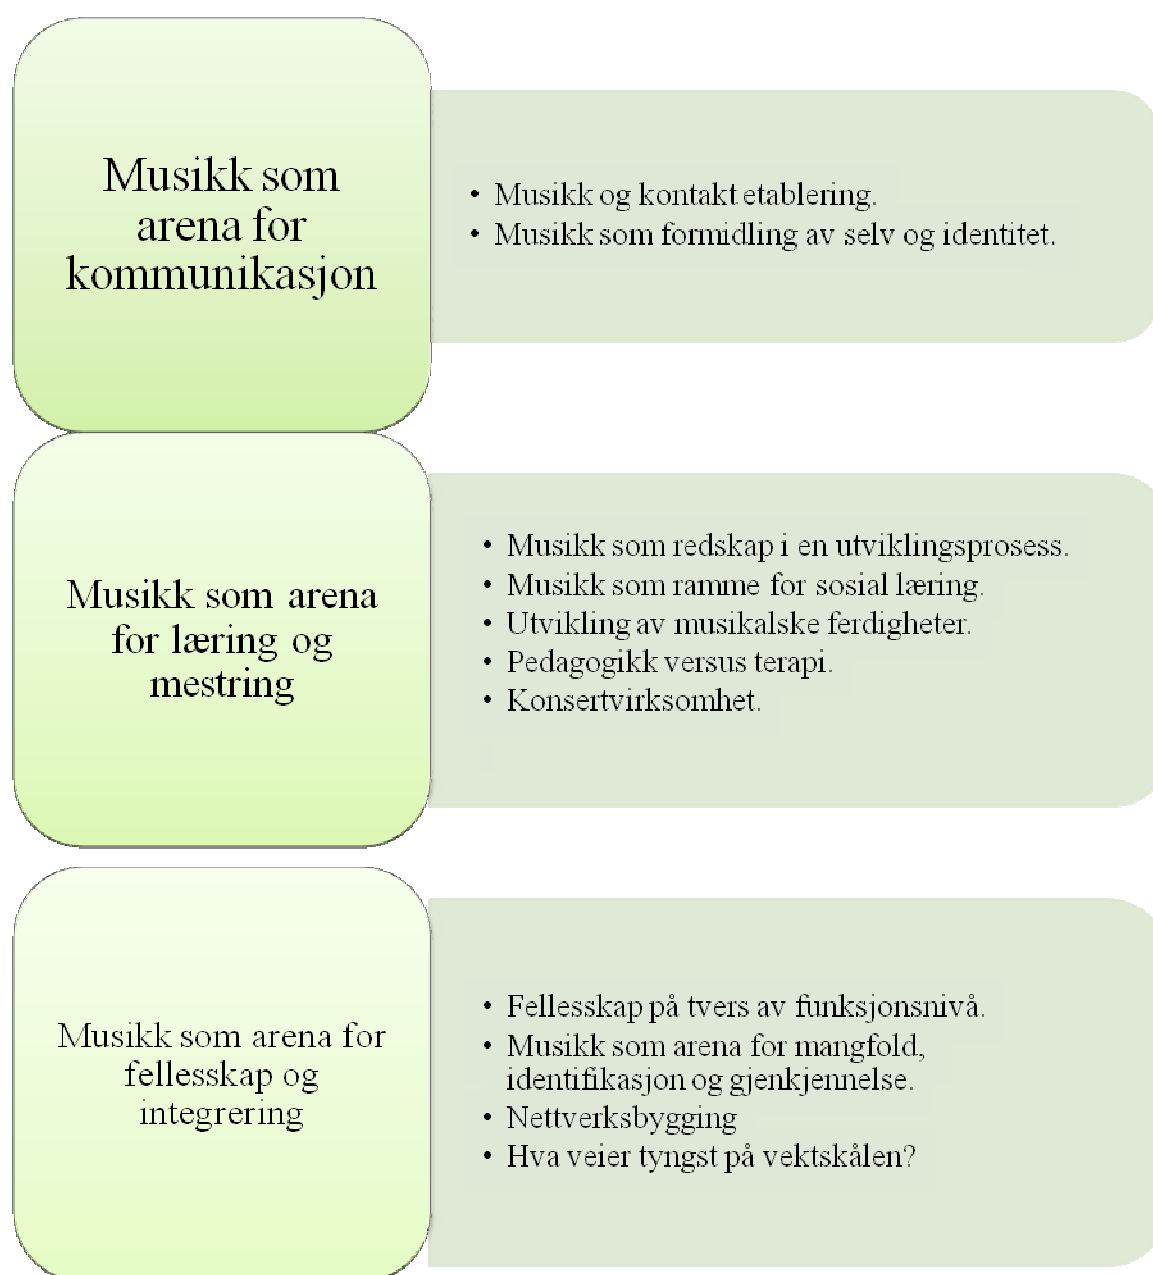 Musikk som
arena for
kommunikasjon
• Musikk og kontakt etablering.
• Musikk som formidling av selv og identitet.
Musikk som arena
for læring og
mestring
• Musikk som redskap i en utviklingsprosess.
• Musikk som ramme for sosial læring.
• Utvikling av musikalske ferdigheter.
• Pedagogikk versus terapi.
• Konsertvirksomhet.
Musikk som arena for
fellesskap og
integrering
• Fellesskap på tvers av funksjonsnivå.
• Musikk som arena for mangfold,
identifikasjon og gjenkjennelse.
• Nettverksbygging
• Hva veier tyngst på vektskålen?